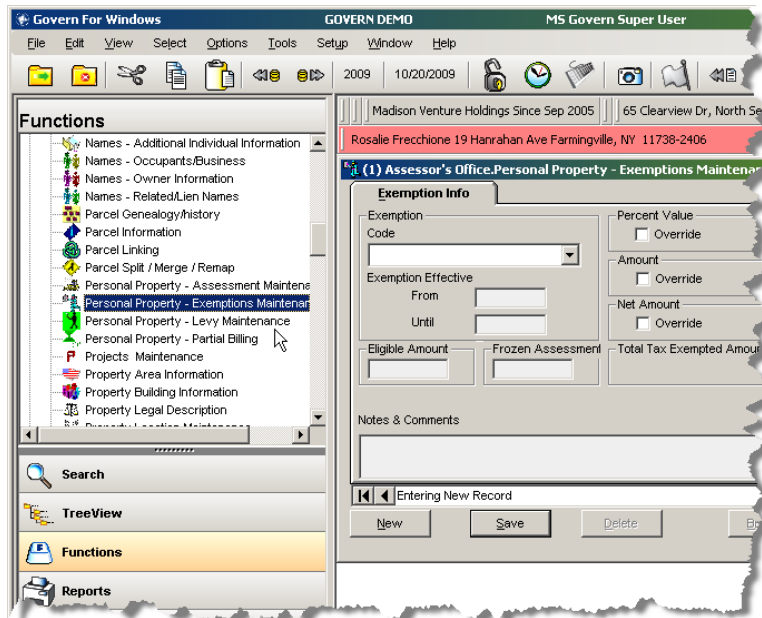 Govern For Windows GOVERN DEMO MS Govern Super User
File Edit View Select Options Tools Setup Window Help
2009 10/20/2009
Functions
Names - Additional Individual Information
Names - Occupants/Business
Names - Owner Information
Names - Related/Lien Names
Parcel Genealogy/history
Parcel Information
Parcel Linking
Parcel Split / Merge / Remap
Personal Property - Assessment Maintena
Personal Property - Exemptions Maintenan
Personal Property - Levy Maintenance
Personal Property - Partial Billing
Projects Maintenance
Property Area Information
Property Building Information
Property Legal Description
Property Location Maintenance
Search
TreeView
Functions
Reports
Madison Venture Holdings Since Sep 2005 65 Clearview Dr, North Se
Rosalie Frecchione 19 Hanrahan Ave Farmingville, NY 11738-2406
(1) Assessor's Office.Personal Property - Exemptions Maintenan
Exemption Info
Exemption
Code
Exemption Effective
From
Until
Eligible Amount Frozen Assessment
Percent Value
Override
Amount
Override
Net Amount
Override
Total Tax Exempted Amou
Notes & Comments
Entering New Record
New Save Delete